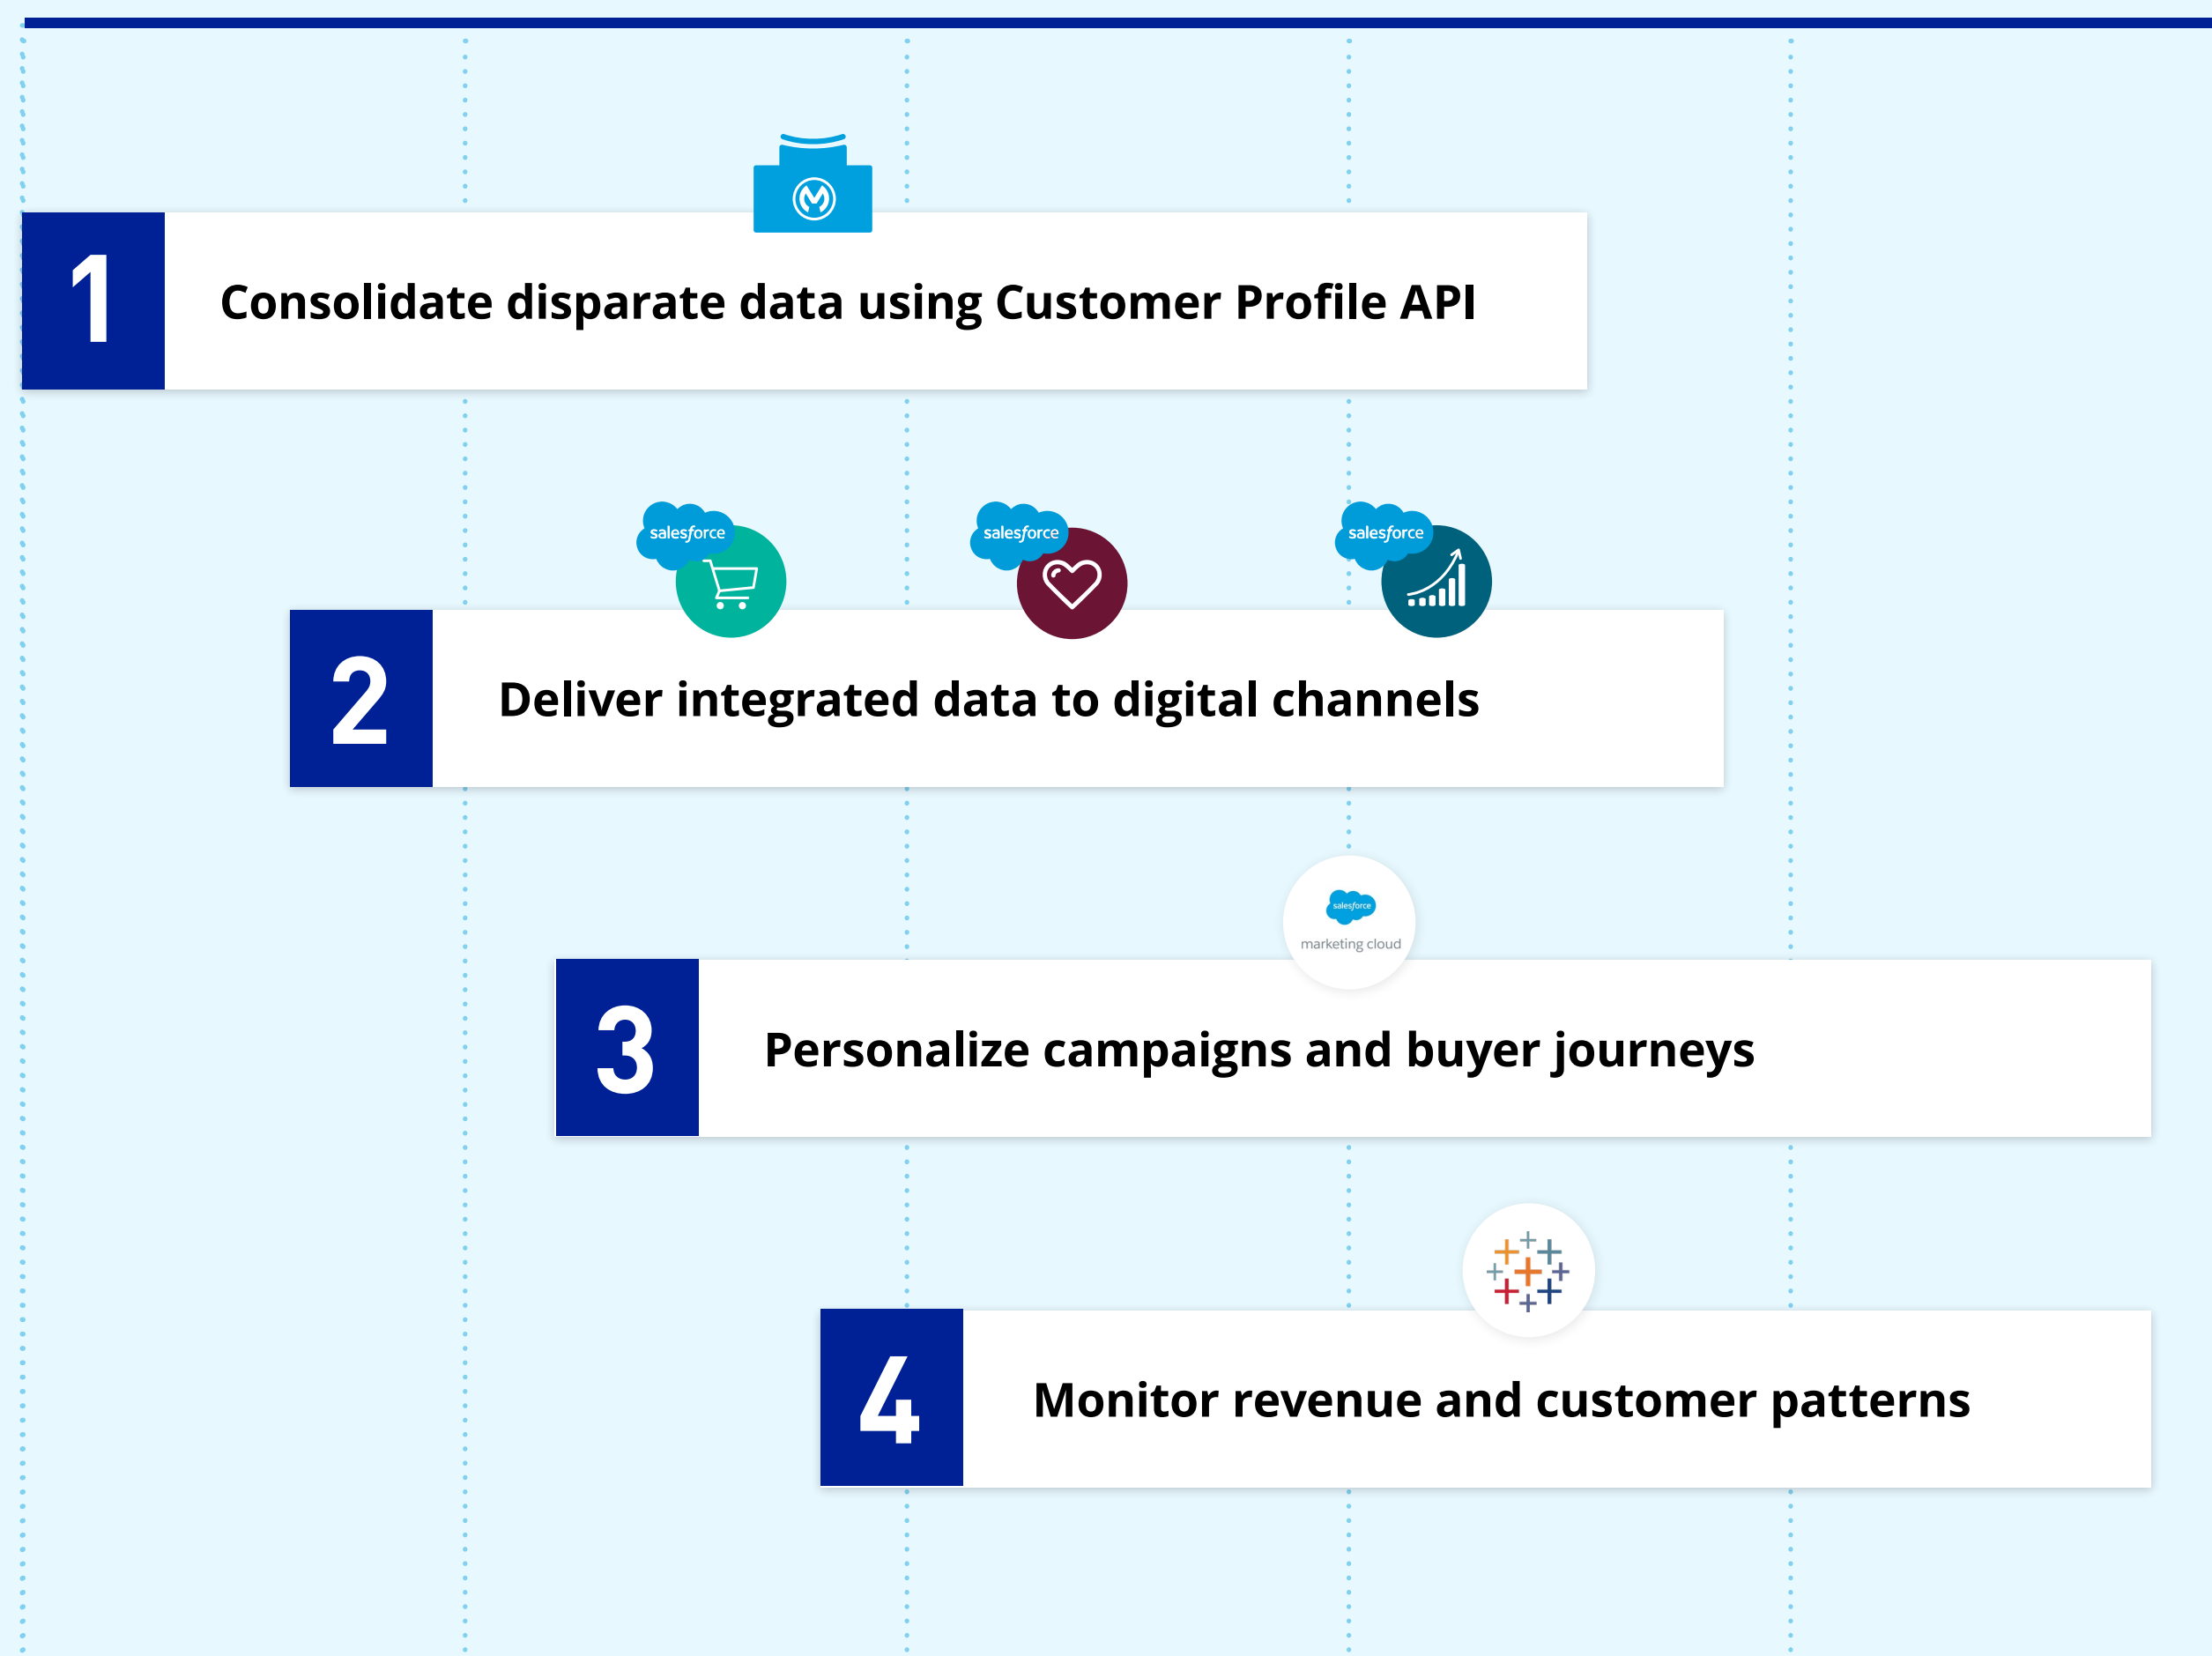 1
Consolidate disparate data using Customer Profile API
salesforce
salesforce
salesforce
2
Deliver integrated data to digital channels
salesforce
marketing cloud
3
Personalize campaigns and buyer journeys
4
Monitor revenue and customer patterns